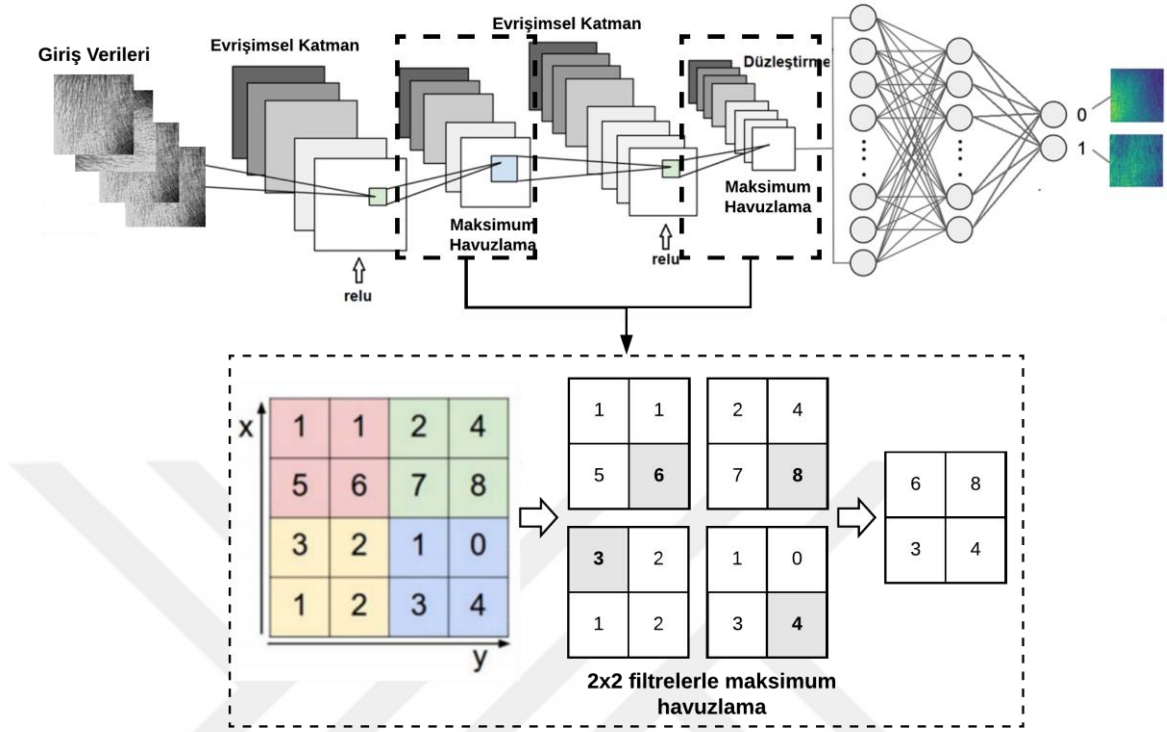 Giriş Verileri
Evrişimsel Katman
Evrişimsel Katman
Düzleştirme
Maksimum
Havuzlama
Maksimum
Havuzlama
relu
relu
0
1
x
1 1 2 4
5 6 7 8
3 2 1 0
1 2 3 4
y
1 1
5 6
2 4
7 8
3 2
1 2
1 0
3 4
6 8
3 4
2x2 filtrelerle maksimum
havuzlama